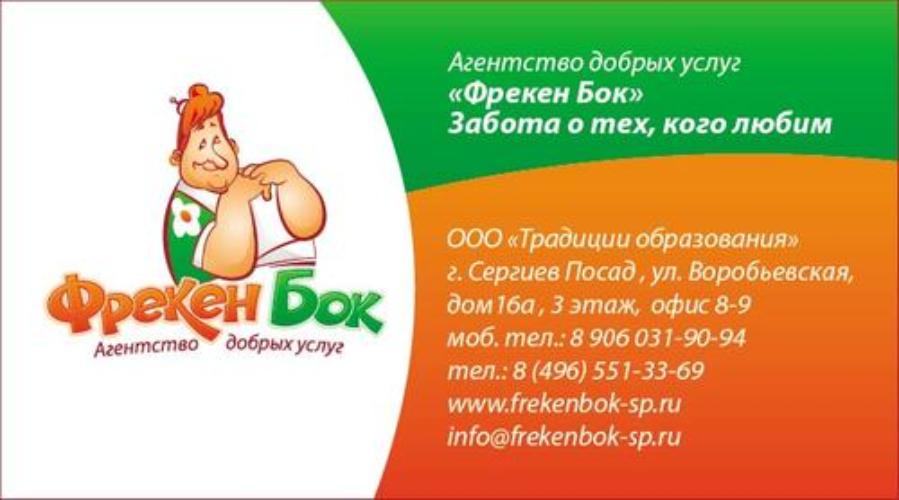 Фрекен Бок
Агентство добрых услуг
Агентство добрых услуг
«Фрекен Бок»
Забота о тех, кого любим
ООО «Традиции образования»
г. Сергиев Посад , ул. Воробьевская,
дом16а , 3 этаж, офис 8-9
моб. тел.: 8 906 031-90-94
тел.: 8 (496) 551-33-69
www.frekenbok-sp.ru
info@frekenbok-sp.ru